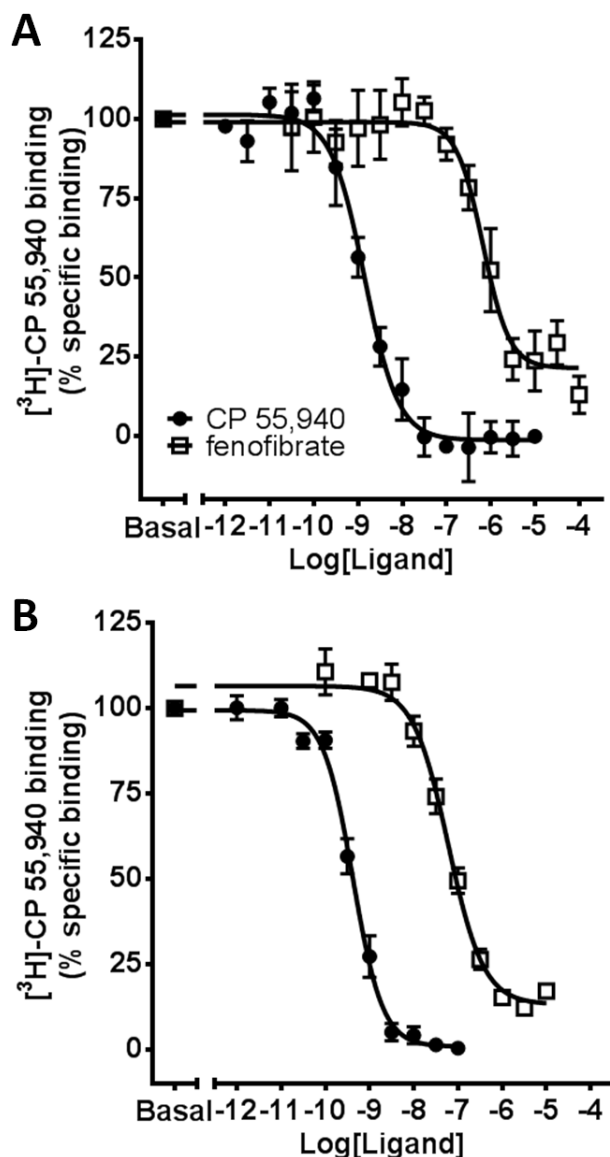 A
[³H]-CP 55,940 binding
(% specific binding)
125
100
75
50
25
0
CP 55,940
fenofibrate
Basal -12 -11 -10 -9 -8 -7 -6 -5 -4
Log[Ligand]
B
[³H]-CP 55,940 binding
(% specific binding)
125
100
75
50
25
0
Basal -12 -11 -10 -9 -8 -7 -6 -5 -4
Log[Ligand]